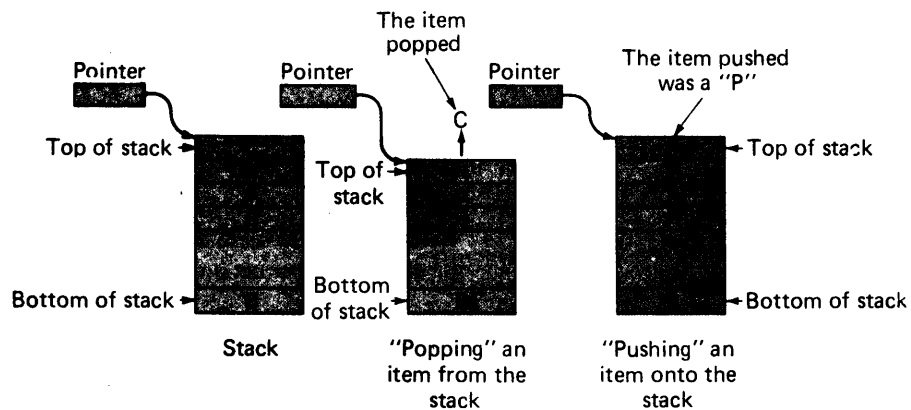 The item
popped
Pointer
Top of stack
Bottom of stack
Stack
Pointer
C
Top of
stack
Bottom
of stack
"Popping" an
item from the
stack
Pointer
The item pushed
was a "P"
Top of stack
Bottom of stack
"Pushing" an
item onto the
stack